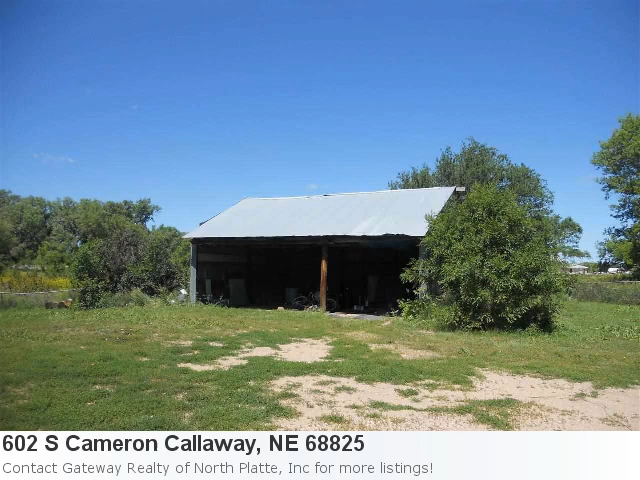 602 S Cameron Callaway, NE 68825
Contact Gateway Realty of North Platte, Inc for more listings!